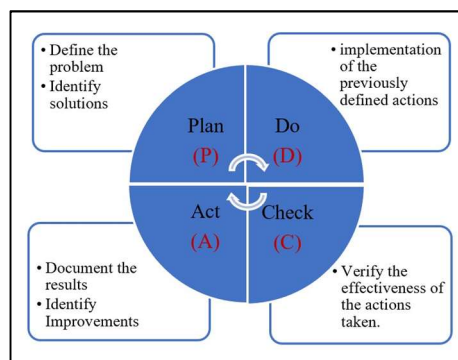 • Define the
problem
• Identify
solutions
• implementation
of the
previously
defined actions
Plan
(P)
Do
(D)
Act
(A)
Check
(C)
• Document the
results
• Identify
Improvements
• Verify the
effectiveness of
the actions
taken.